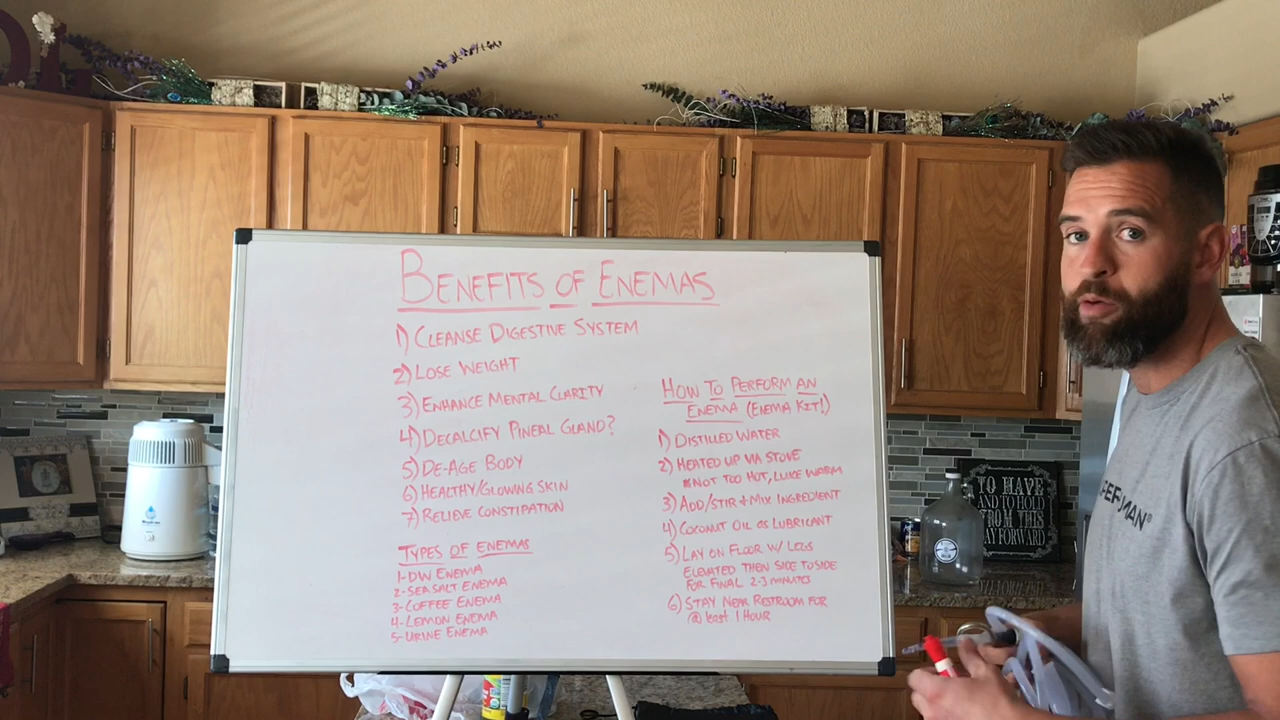 BENEFITS OF ENEMAS
1) CLEANSE DIGESTIVE SYSTEM
2) LOSE WEIGHT
3) ENHANCE MENTAL CLARITY
4) DECALCIFY PINEAL GLAND?
5) DE-AGE BODY
6) HEALTHY/GLOWING SKIN
7) RELIEVE CONSTIPATION
TYPES OF ENEMAS
1-DW ENEMA
2-SEA SALT ENEMA
3-COFFEE ENEMA
4-LEMON ENEMA
5-URINE ENEMA
HOW TO PERFORM AN
ENEMA (ENEMA KIT!)
1) DISTILLED WATER
2) HEATED UP VIA STOVE
*NOT TOO HOT, LUKE WARM
3) ADD/STIR + MIX INGREDIENT
4) COCONUT OIL as LUBRICANT
5) LAY ON FLOOR W/ LEGS
ELEVATED THEN SIDE TO SIDE
FOR FINAL 2-3 MINUTES
6) STAY NEAR RESTROOM FOR
@ least 1 HOUR
TO HAVE
AND TO HOLD
FROM THIS
DAY FORWARD
MAN®